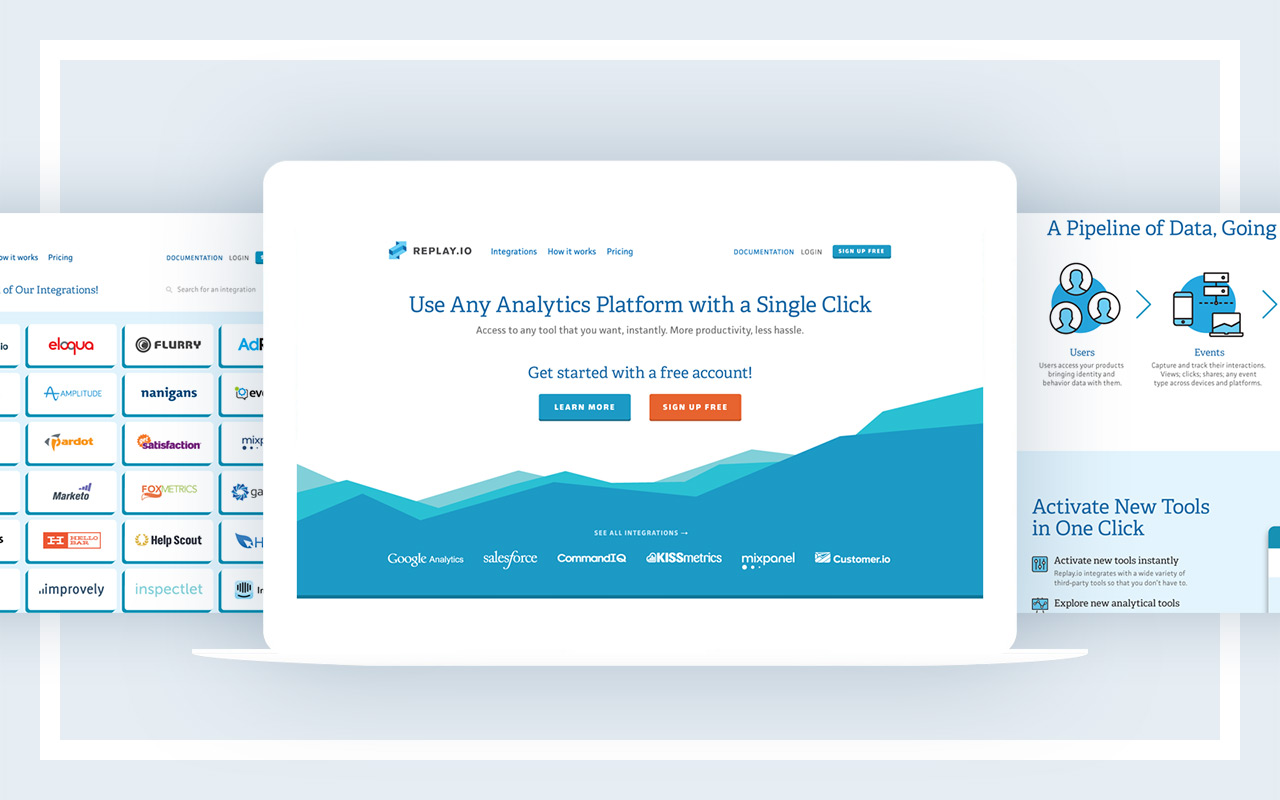 ow it works Pricing
DOCUMENTATION LOGIN
of Our Integrations!
Search for an integration
io
eloqua
FLURRY
AdR
AMPLITUDE
nanigans
eve
pardot
get satisfaction
mixp
Marketo
FOXMETRICS
ga
s
HELLO BAR
Help Scout
H
improvely
inspectlet
In
REPLAY.IO
Integrations How it works Pricing
DOCUMENTATION LOGIN SIGN UP FREE
Use Any Analytics Platform with a Single Click
Access to any tool that you want, instantly. More productivity, less hassle.
Get started with a free account!
LEARN MORE SIGN UP FREE
SEE ALL INTEGRATIONS →
Google Analytics salesforce CommandIQ KISSmetrics mixpanel Customer.io
A Pipeline of Data, Going
Users
Users access your products
bringing identity and
behavior data with them.
Events
Capture and track their interactions.
Views, clicks; shares, any event
type across devices and platforms.
Activate New Tools
in One Click
Activate new tools instantly
Replay.io integrates with a wide variety of
third-party tools so that you don't have to.
Explore new analytical tools